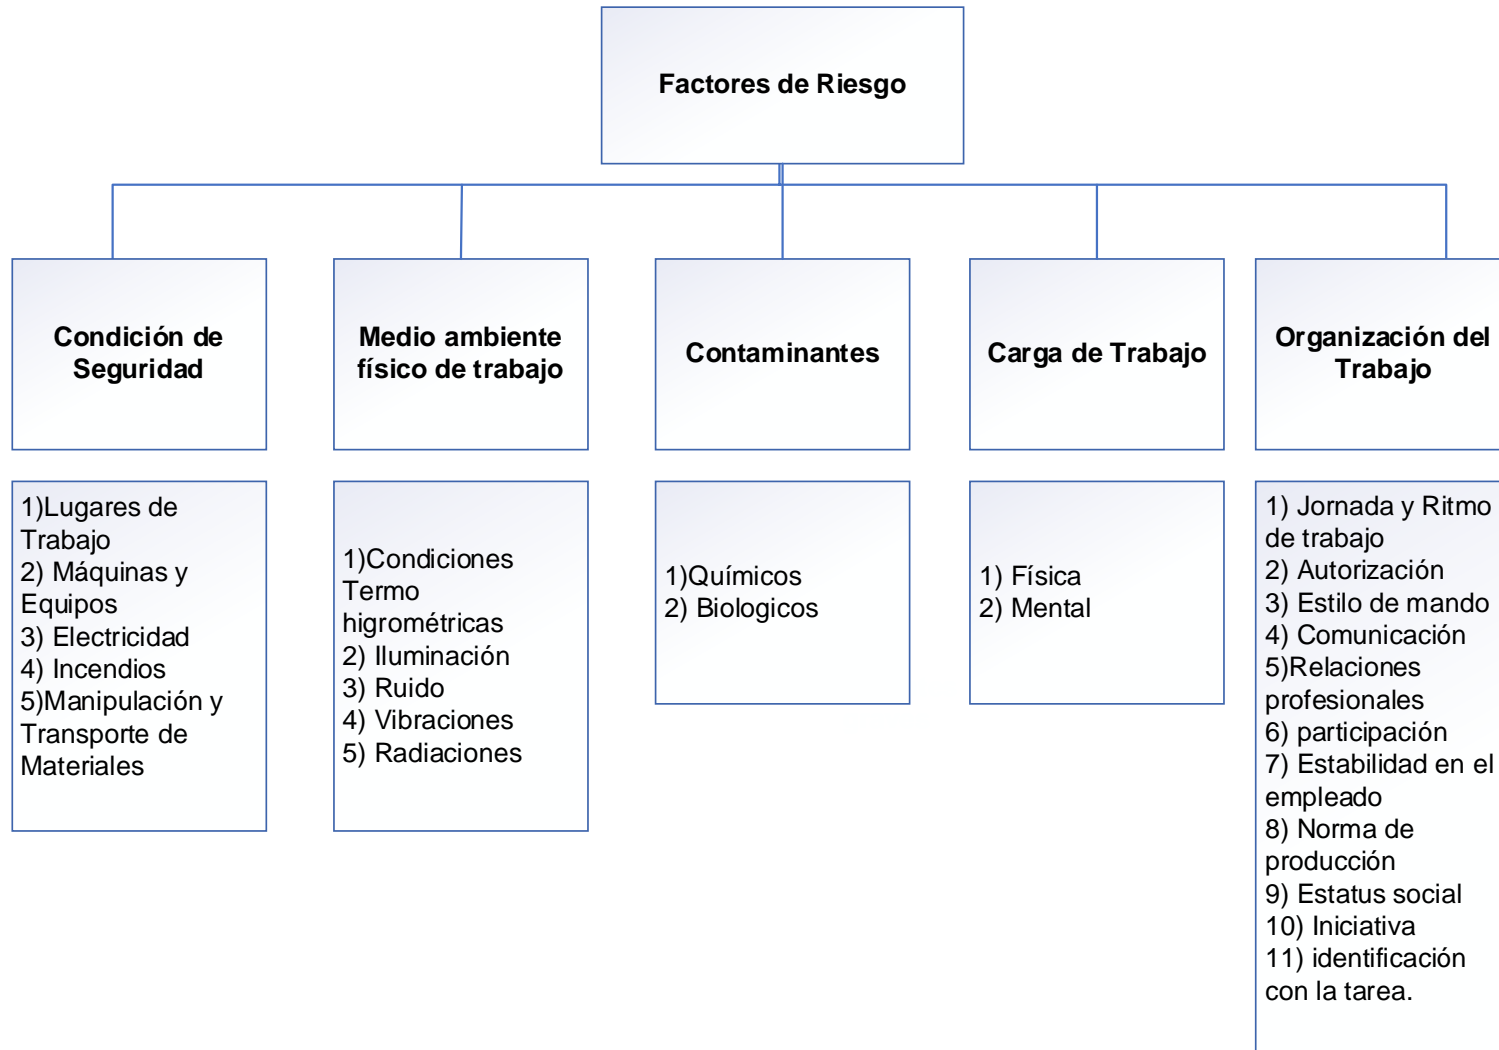 Factores de Riesgo
Condición de
Seguridad
Medio ambiente
físico de trabajo
Contaminantes
Carga de Trabajo
Organización del
Trabajo
1)Lugares de
Trabajo
2) Máquinas y
Equipos
3) Electricidad
4) Incendios
5)Manipulación y
Transporte de
Materiales
1)Condiciones
Termo
higrométricas
2) Iluminación
3) Ruido
4) Vibraciones
5) Radiaciones
1)Químicos
2) Biologicos
1) Física
2) Mental
1) Jornada y Ritmo
de trabajo
2) Autorización
3) Estilo de mando
4) Comunicación
5)Relaciones
profesionales
6) participación
7) Estabilidad en el
empleado
8) Norma de
producción
9) Estatus social
10) Iniciativa
11) identificación
con la tarea.